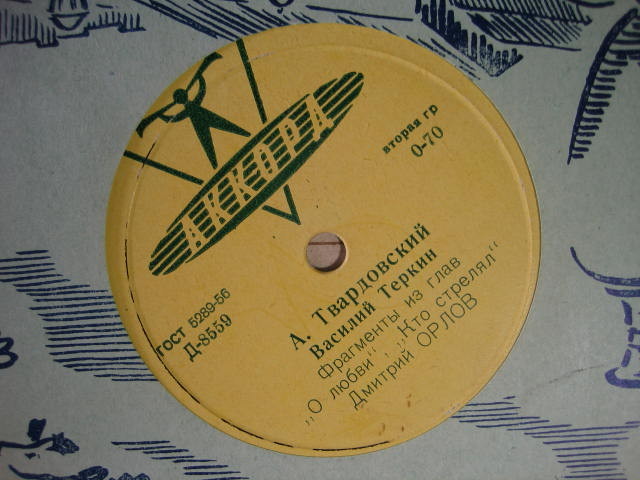 АККОРД
вторая гр
0-70
ГОСТ 5289-56
Д-8559
А. Твардовский
Василий Теркин
Фрагменты из глав
„О любви", „Кто стрелял"
Дмитрий ОРЛОВ